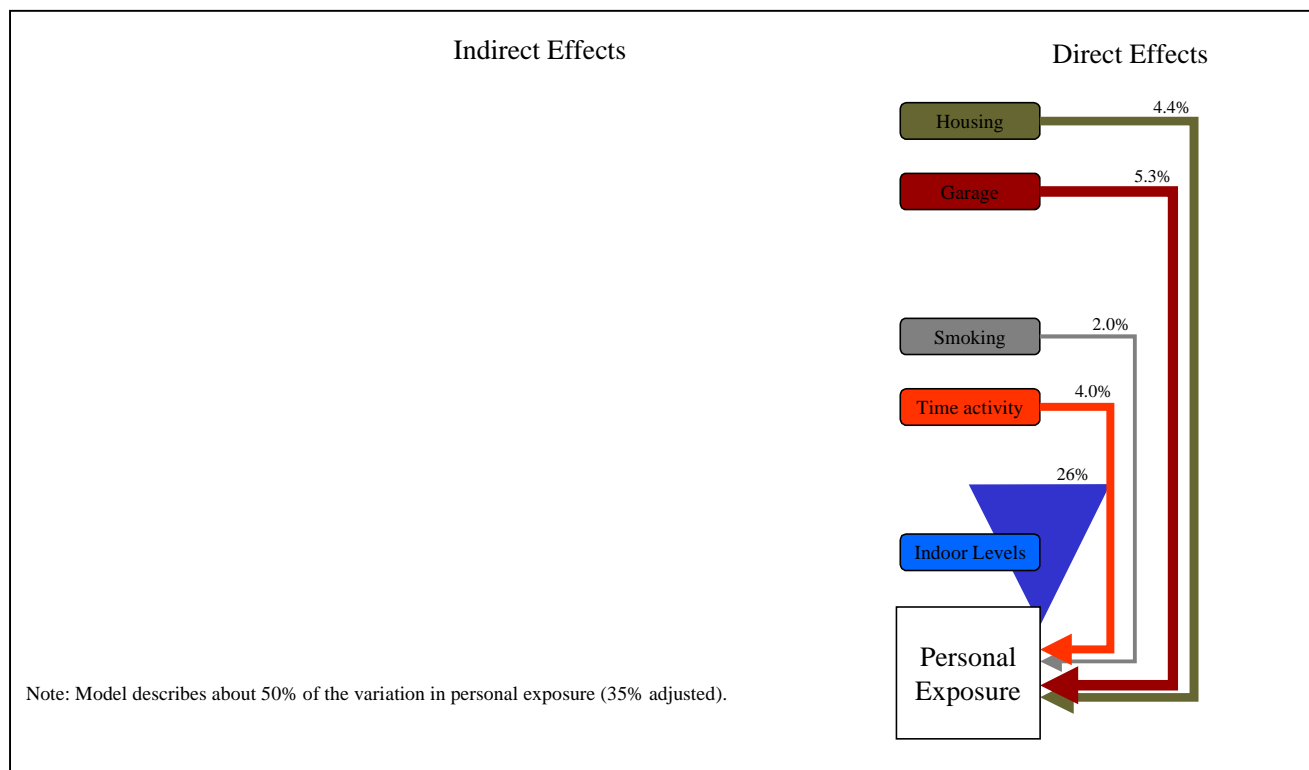 Indirect Effects
Direct Effects
Housing
4.4%
Garage
5.3%
Smoking
2.0%
Time activity
4.0%
26%
Indoor Levels
Personal
Exposure
Note: Model describes about 50% of the variation in personal exposure (35% adjusted).